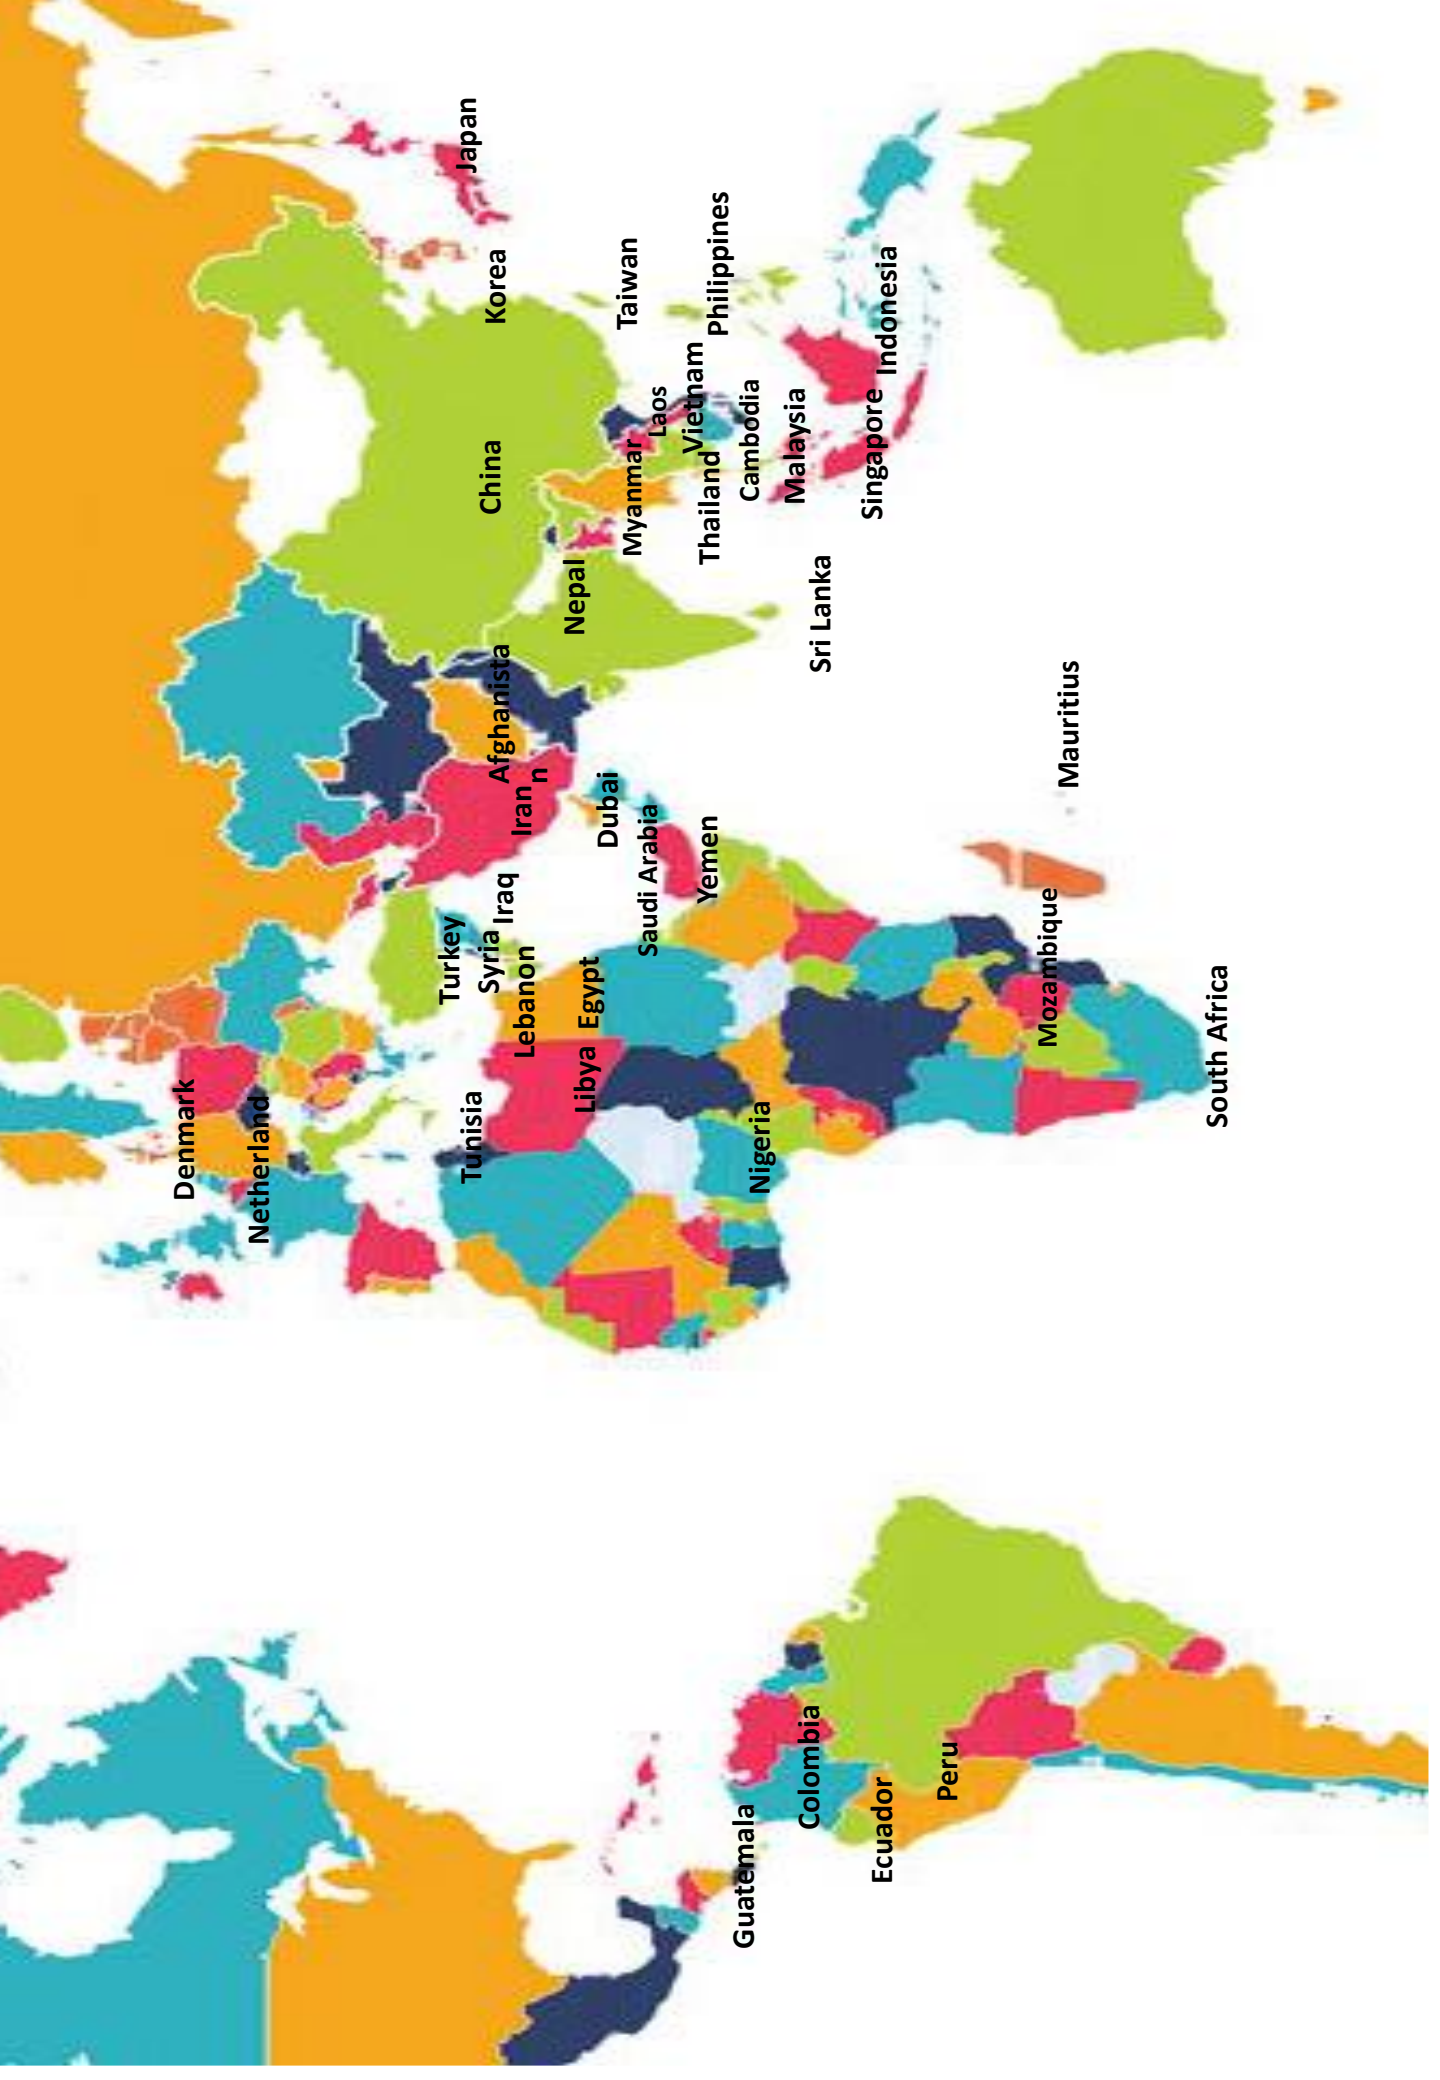 Denmark
Netherland
Turkey
Japan
Tunisia
Syria
China
Korea
Afghanista
n
Iraq
Iran
Lebanon
Nepal
Libya
Egypt
Dubai
Taiwan
Myanmar
Saudi Arabia
Laos
Vietnam
Yemen
Thailand
Philippines
Guatemala
Cambodia
Nigeria
Malaysia
Colombia
Sri Lanka
Singapore
Ecuador
Indonesia
Peru
Mozambique
Mauritius
South Africa